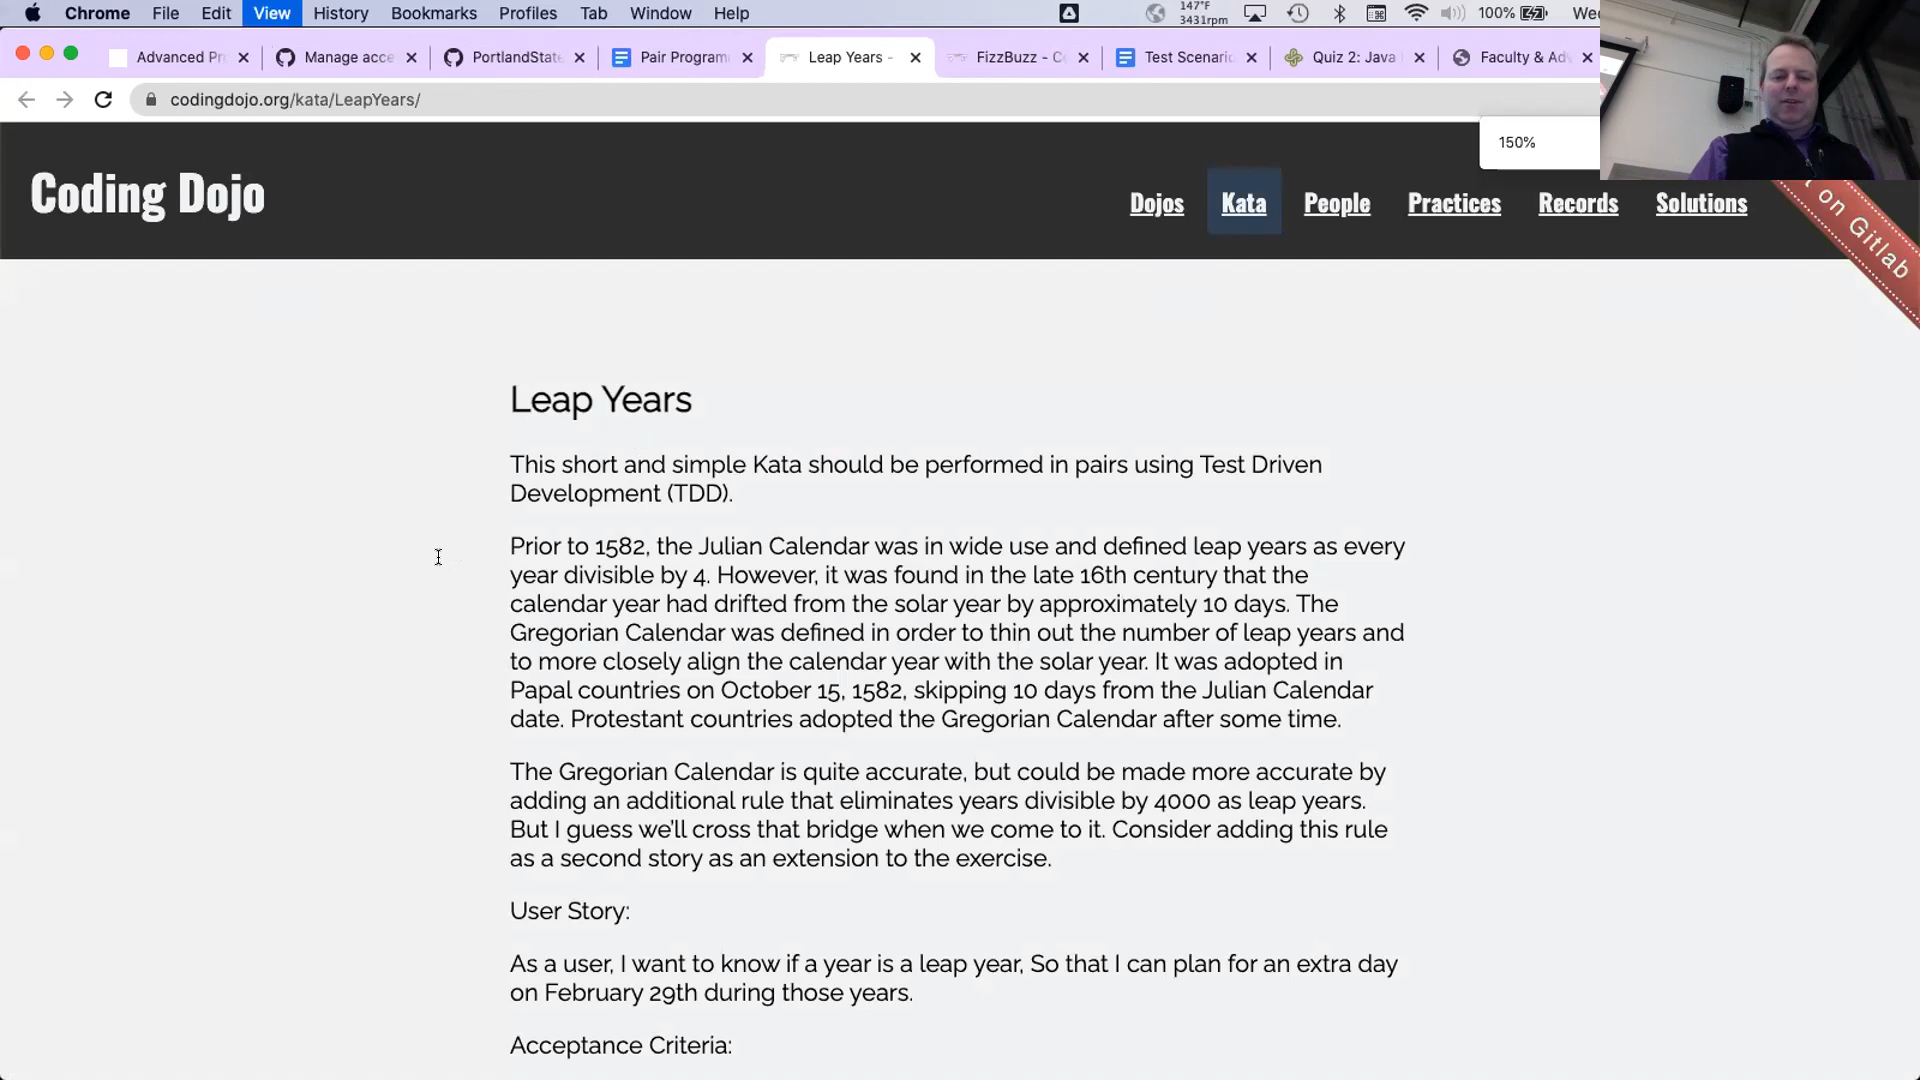 Chrome File Edit View History Bookmarks Profiles Tab Window Help 147°F 3431rpm 100% Wed
Advanced Pr Manage acce PortlandState Pair Program Leap Years - FizzBuzz - C Test Scenario Quiz 2: Java Faculty & Ad
codingdojo.org/kata/LeapYears/
150%
Coding Dojo
Dojos Kata People Practices Records Solutions
on Gitlab
Leap Years
This short and simple Kata should be performed in pairs using Test Driven
Development (TDD).
Prior to 1582, the Julian Calendar was in wide use and defined leap years as every
year divisible by 4. However, it was found in the late 16th century that the
calendar year had drifted from the solar year by approximately 10 days. The
Gregorian Calendar was defined in order to thin out the number of leap years and
to more closely align the calendar year with the solar year. It was adopted in
Papal countries on October 15, 1582, skipping 10 days from the Julian Calendar
date. Protestant countries adopted the Gregorian Calendar after some time.
The Gregorian Calendar is quite accurate, but could be made more accurate by
adding an additional rule that eliminates years divisible by 4000 as leap years.
But I guess we'll cross that bridge when we come to it. Consider adding this rule
as a second story as an extension to the exercise.
User Story:
As a user, I want to know if a year is a leap year, So that I can plan for an extra day
on February 29th during those years.
Acceptance Criteria: